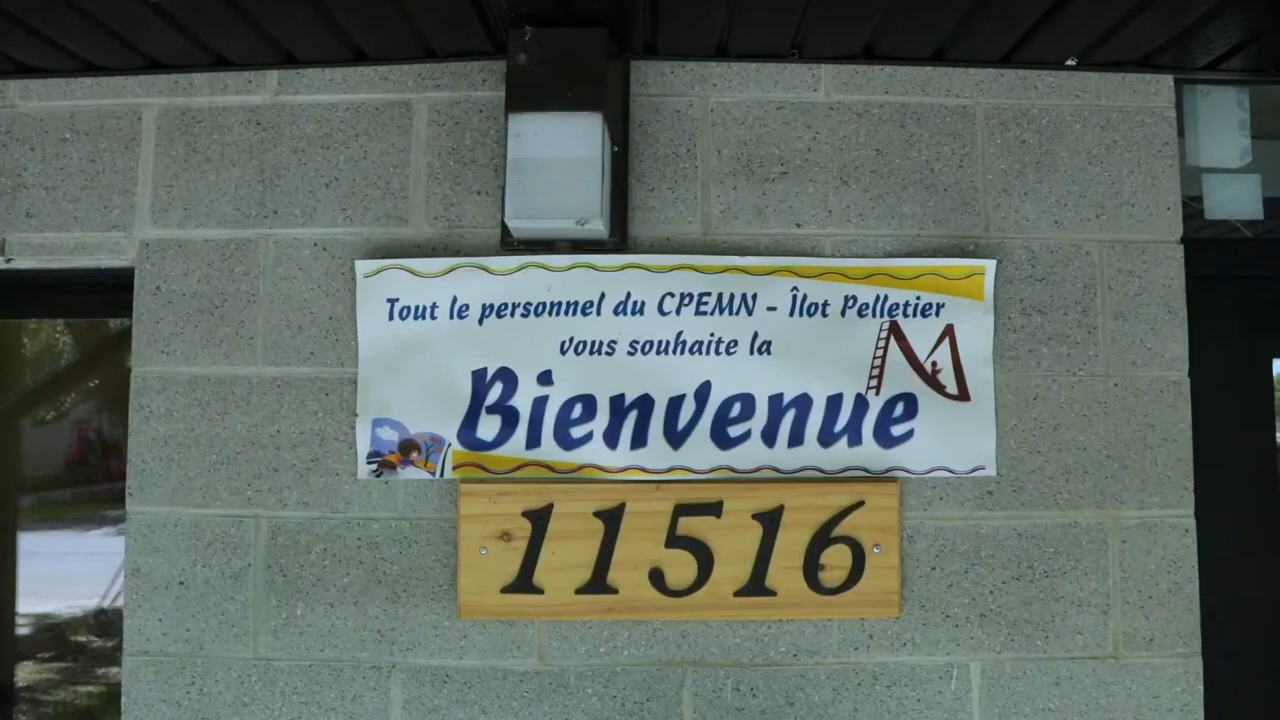 Tout le personnel du CPEMN - Îlot Pelletier
vous souhaite la
Bienvenue
11516